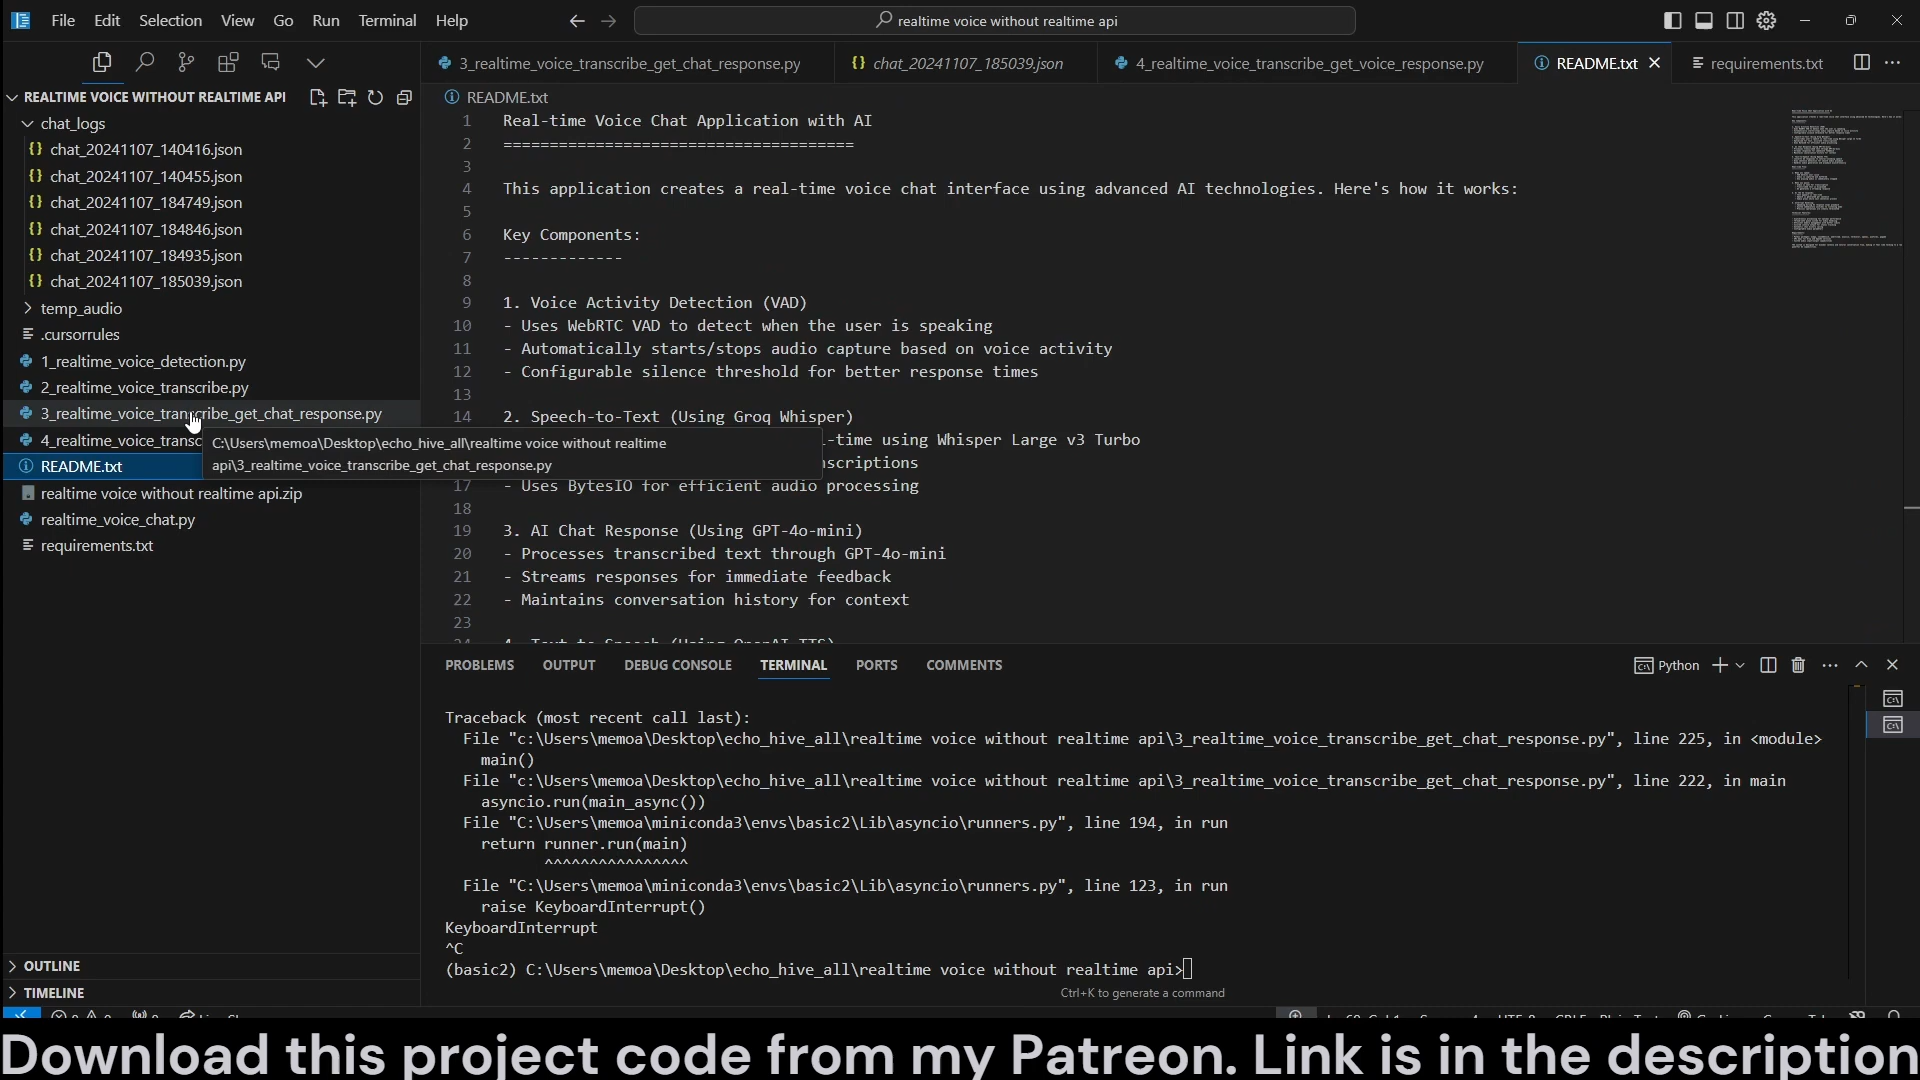 File Edit Selection View Go Run Terminal Help
realtime voice without realtime api
3_realtime_voice_transcribe_get_chat_response.py
chat_20241107_185039.json
4_realtime_voice_transcribe_get_voice_response.py
README.txt
requirements.txt
REALTIME VOICE WITHOUT REALTIME API
chat_logs
chat_20241107_140416.json
chat_20241107_140455.json
chat_20241107_184749.json
chat_20241107_184846.json
chat_20241107_184935.json
chat_20241107_185039.json
temp_audio
.cursorrules
1_realtime_voice_detection.py
2_realtime_voice_transcribe.py
3_realtime_voice_transcribe_get_chat_response.py
4_realtime_voice_transc
README.txt
realtime voice without realtime api.zip
realtime_voice_chat.py
requirements.txt
OUTLINE
TIMELINE
C:\Users\memoa\Desktop\echo_hive_all\realtime voice without realtime
api\3_realtime_voice_transcribe_get_chat_response.py
README.txt
1 Real-time Voice Chat Application with AI
2 ======================================
3
4 This application creates a real-time voice chat interface using advanced AI technologies. Here's how it works:
5
6 Key Components:
7 -------------
8
9 1. Voice Activity Detection (VAD)
10 - Uses WebRTC VAD to detect when the user is speaking
11 - Automatically starts/stops audio capture based on voice activity
12 - Configurable silence threshold for better response times
13
14 2. Speech-to-Text (Using Groq Whisper)
-time using Whisper Large v3 Turbo
scriptions
17 - Uses BytesIO for efficient audio processing
18
19 3. AI Chat Response (Using GPT-4o-mini)
20 - Processes transcribed text through GPT-4o-mini
21 - Streams responses for immediate feedback
22 - Maintains conversation history for context
23
24 4. Text-to-Speech (Using OpenAI TTS)
PROBLEMS OUTPUT DEBUG CONSOLE TERMINAL PORTS COMMENTS
Python
Traceback (most recent call last):
File "c:\Users\memoa\Desktop\echo_hive_all\realtime voice without realtime api\3_realtime_voice_transcribe_get_chat_response.py", line 225, in <module>
main()
File "c:\Users\memoa\Desktop\echo_hive_all\realtime voice without realtime api\3_realtime_voice_transcribe_get_chat_response.py", line 222, in main
asyncio.run(main_async())
File "C:\Users\memoa\miniconda3\envs\basic2\Lib\asyncio\runners.py", line 194, in run
return runner.run(main)
^^^^^^^^^^^^^^^^
File "C:\Users\memoa\miniconda3\envs\basic2\Lib\asyncio\runners.py", line 123, in run
raise KeyboardInterrupt()
KeyboardInterrupt
^C
(basic2) C:\Users\memoa\Desktop\echo_hive_all\realtime voice without realtime api>
Ctrl+K to generate a command
Download this project code from my Patreon. Link is in the description